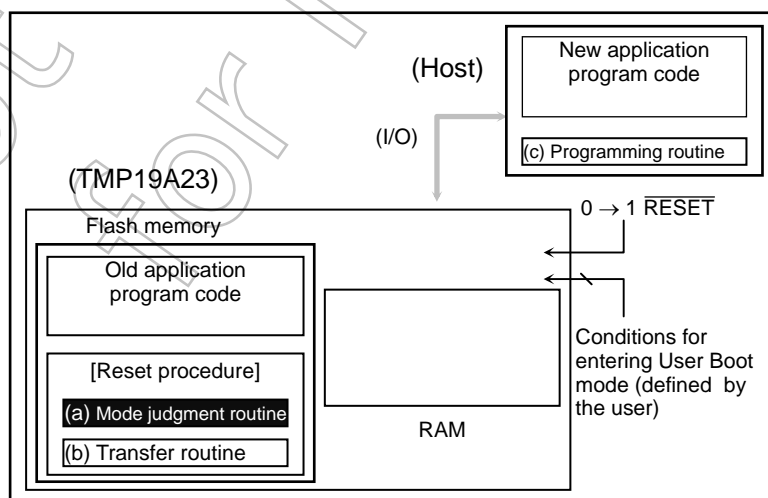 New application
program code
(Host)
(I/O)
(c) Programming routine
(TMP19A23)
0 → 1 RESET
Flash memory
Old application
program code
[Reset procedure]
(a) Mode judgment routine
(b) Transfer routine
RAM
Conditions for
entering User Boot
mode (defined by
the user)
for